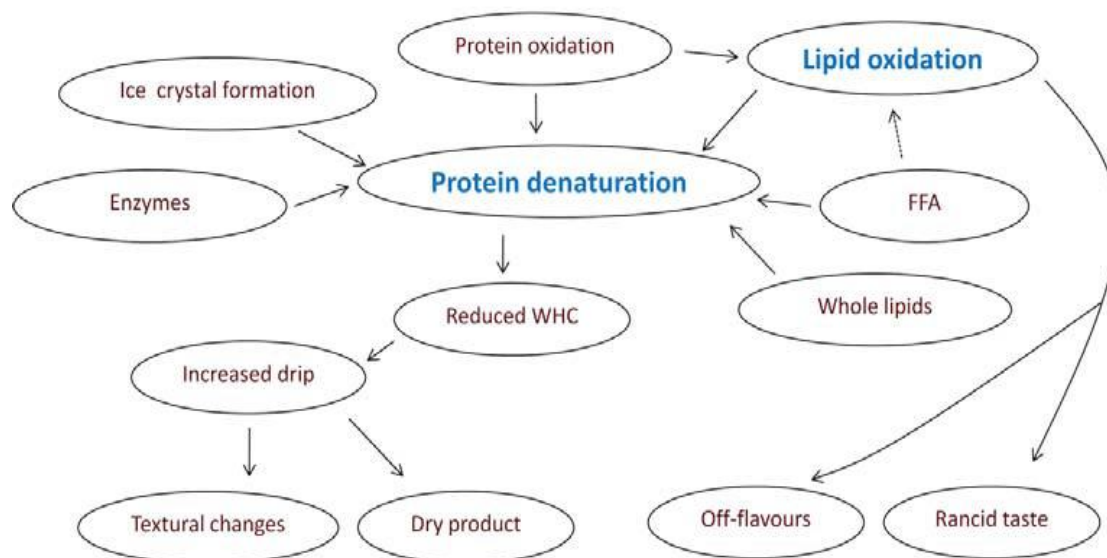 Protein oxidation
Lipid oxidation
Ice crystal formation
Protein denaturation
Enzymes
FFA
Reduced WHC
Whole lipids
Increased drip
Textural changes
Dry product
Off-flavours
Rancid taste